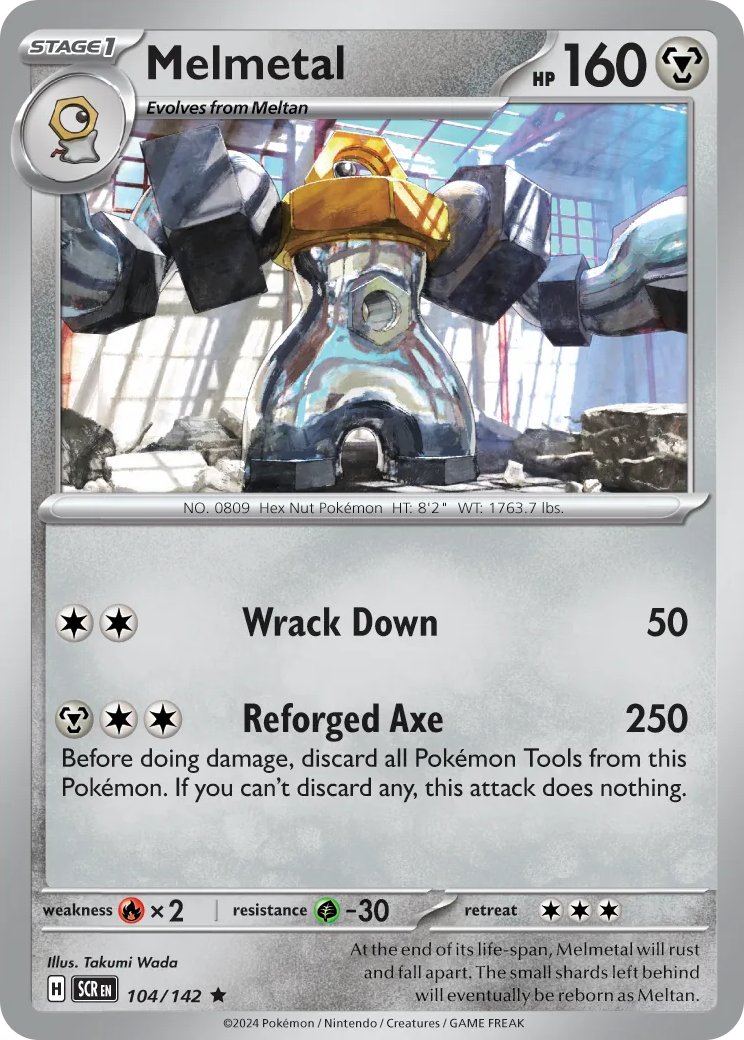 STAGE1
Melmetal
HP 160
Evolves from Meltan
NO. 0809 Hex Nut Pokémon HT: 8'2" WT: 1763.7 lbs.
Wrack Down 50
Reforged Axe 250
Before doing damage, discard all Pokémon Tools from this
Pokémon. If you can't discard any, this attack does nothing.
weakness ×2 resistance -30 retreat
Illus. Takumi Wada
At the end of its life-span, Melmetal will rust
and fall apart. The small shards left behind
will eventually be reborn as Meltan.
H SCR EN 104/142 ★
©2024 Pokémon / Nintendo / Creatures / GAME FREAK